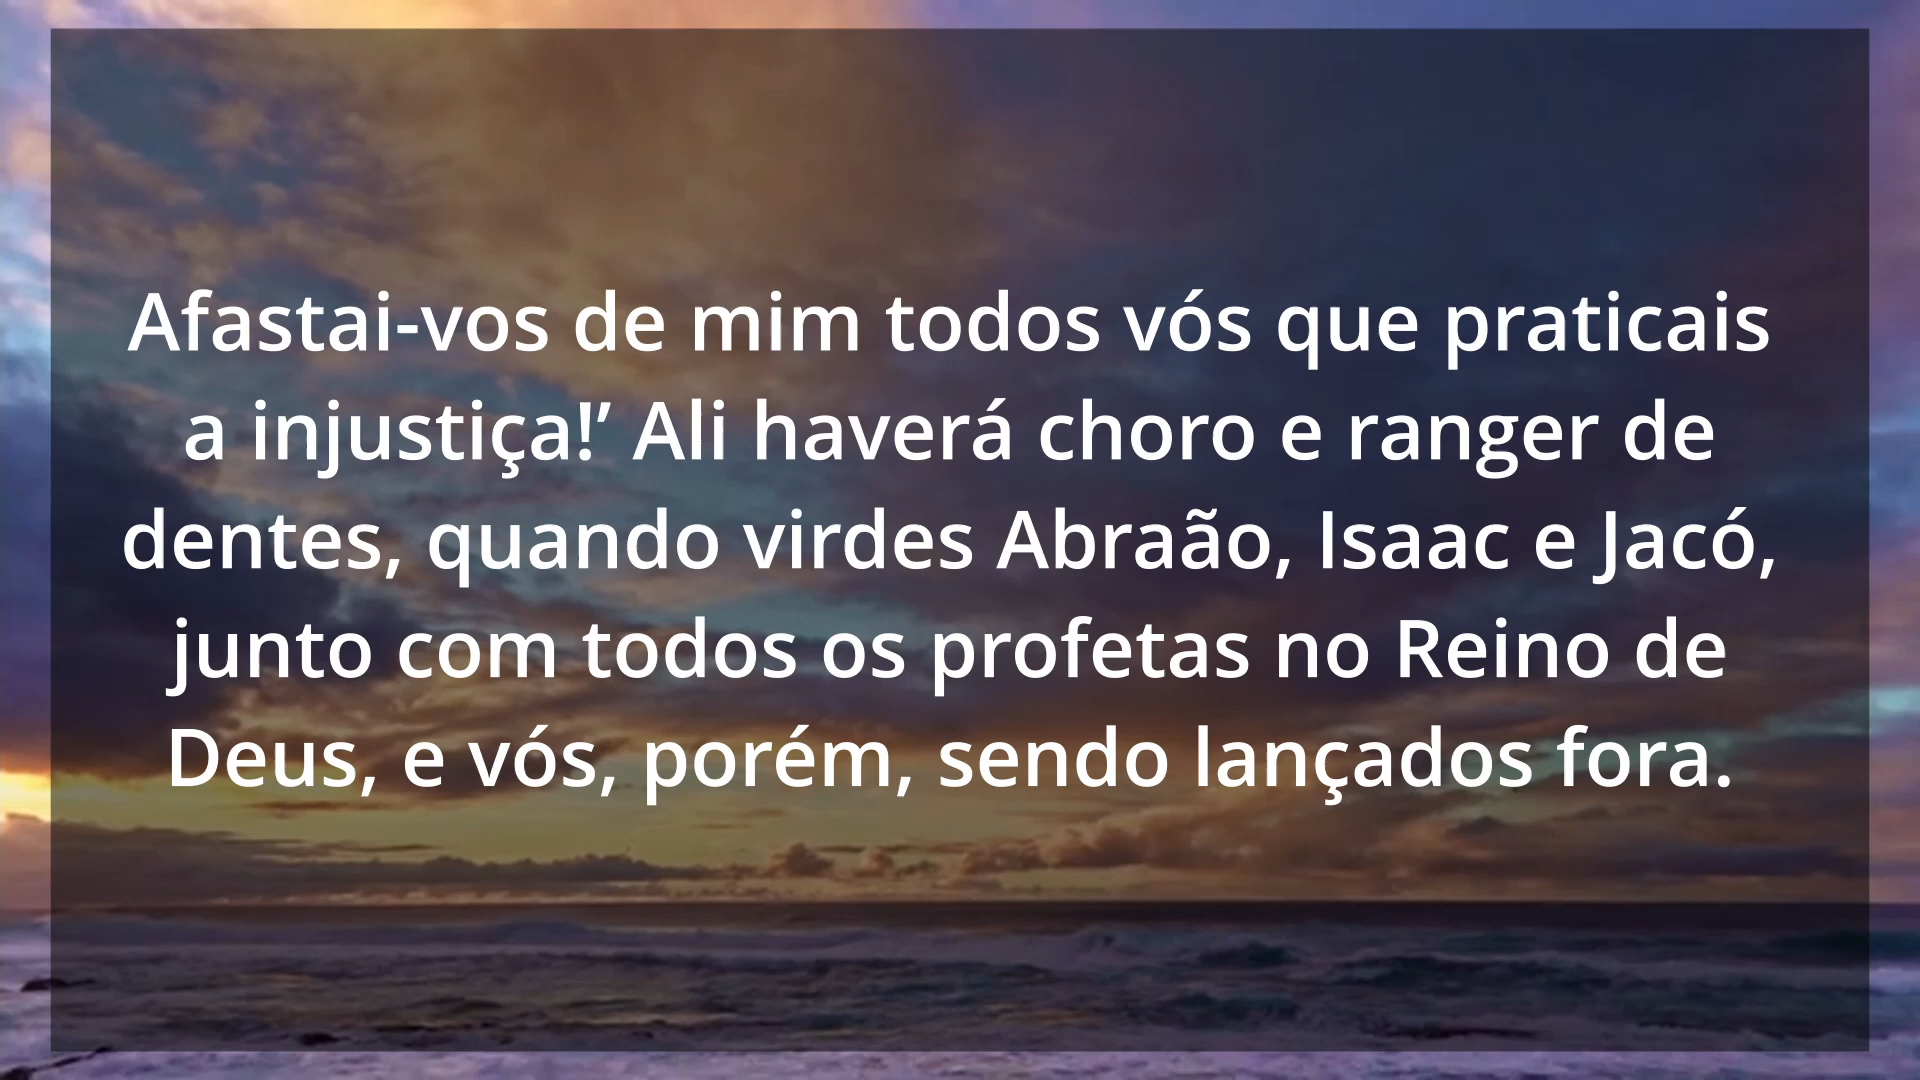 Afastai-vos de mim todos vós que praticais
a injustiça!’ Ali haverá choro e ranger de
dentes, quando virdes Abraão, Isaac e Jacó,
junto com todos os profetas no Reino de
Deus, e vós, porém, sendo lançados fora.